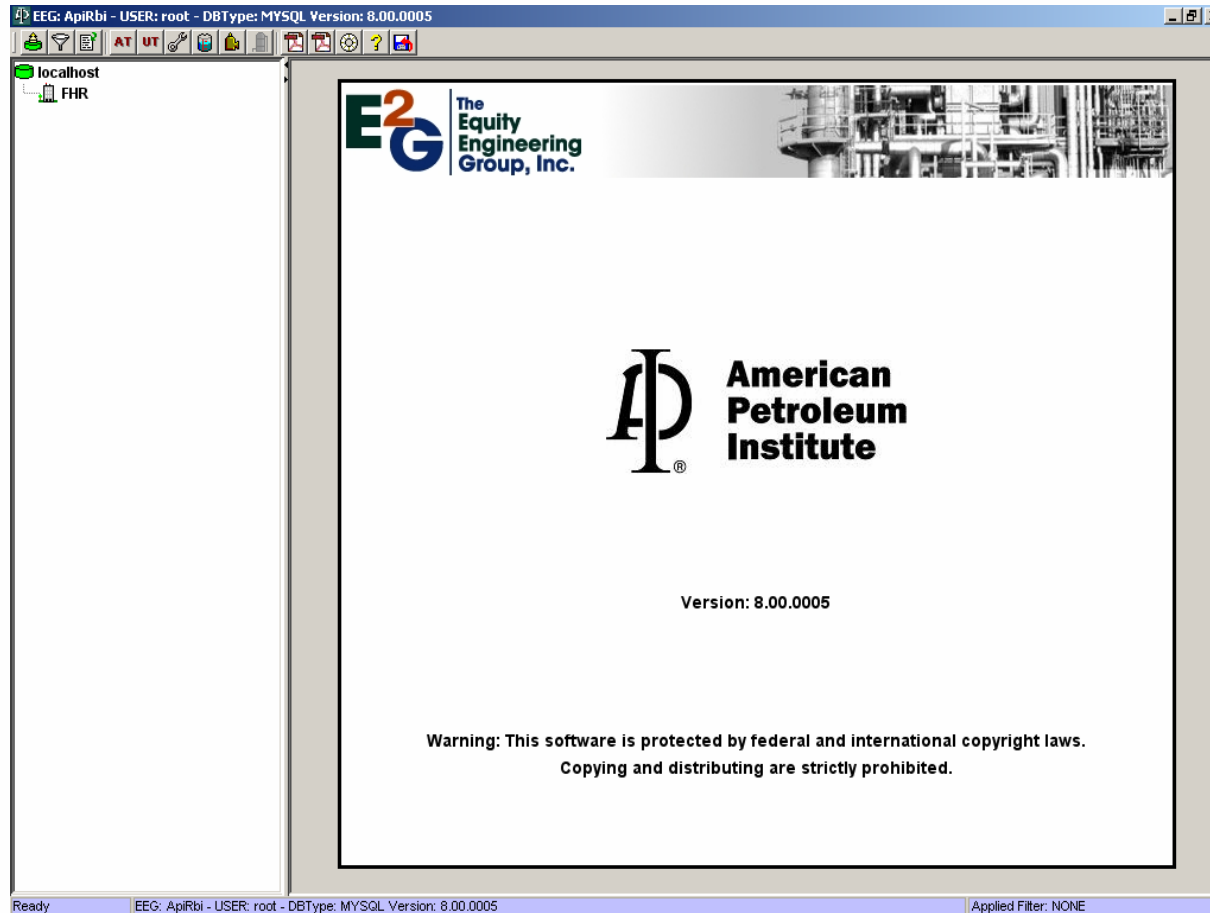 EEG: ApiRbi - USER: root - DBType: MYSQL Version: 8.00.0005
AT UT
localhost
FHR
E2G
The
Equity
Engineering
Group, Inc.
American
Petroleum
Institute
®
Version: 8.00.0005
Warning: This software is protected by federal and international copyright laws.
Copying and distributing are strictly prohibited.
Ready EEG: ApiRbi - USER: root - DBType: MYSQL Version: 8.00.0005 Applied Filter: NONE